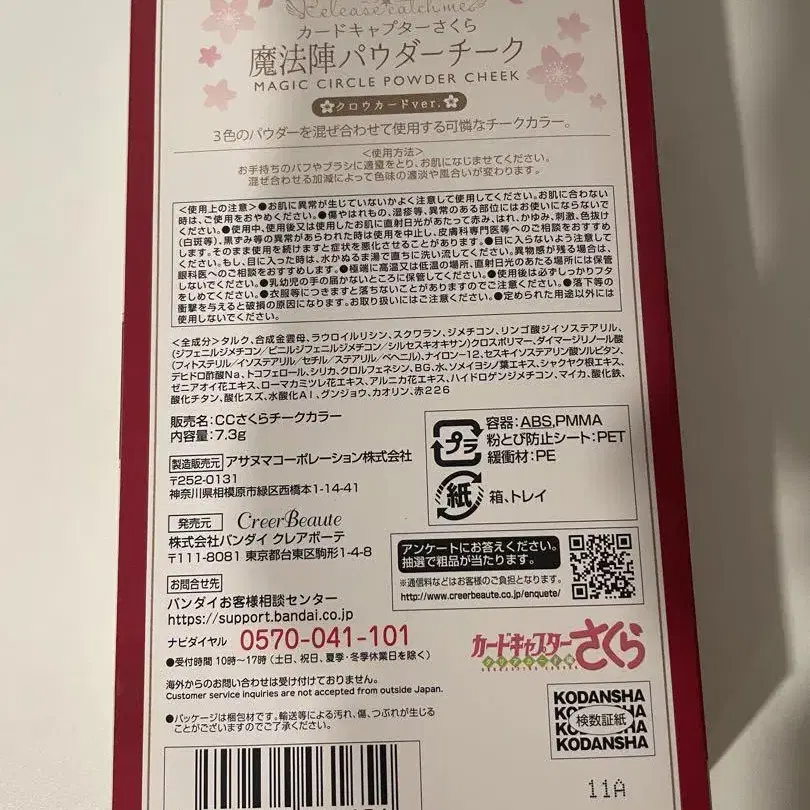 Release catch me
カードキャプターさくら
魔法陣パウダーチーク
MAGIC CIRCLE POWDER CHEEK
クロウカードver.
3色のパウダーを混ぜ合わせて使用する可憐なチークカラー。
<使用方法>
お手持ちのパフやブラシに適量をとり、お肌になじませてください。
混ぜ合わせる加減によって色味の濃淡や風合いが変わります。
<使用上の注意>●お肌に異常が生じていないかよく注意して使用してください。お肌に合わない
時は、ご使用をおやめください。●傷やはれもの、湿疹等、異常のある部位にはお使いにならないで
ください。●使用中、使用後又は使用したお肌に直射日光があたって赤み、はれ、かゆみ、刺激、色抜け
(白斑等)、黒ずみ等の異常があらわれた時は使用を中止し、皮膚科専門医等へのご相談をおすすめ
します。そのまま使用を続けますと症状を悪化させることがあります。●目に入らないよう注意して
ください。もし、目に入った時は、水かぬるま湯で直ちに洗い流してください。異物感が残る場合は、
眼科医へのご相談をおすすめします。●極端に高温又は低温の場所、直射日光のあたる場所には保管
しないでください。●乳幼児の手の届かないところに保管してください。●使用後は必ずしっかりフタ
をしめてください。●衣服等につきますと落ちないことがありますのでご注意ください。●落下等の
衝撃を与えると破損の原因になります。お取り扱いにはご注意ください。●定められた用途以外には
使用しないでください。
<全成分>タルク、合成金雲母、ラウロイルリシン、スクワラン、ジメチコン、リンゴ酸ジイソステアリル、
(ジフェニルジメチコン/ビニルジフェニルジメチコン/シルセスキオキサン)クロスポリマー、ダイマージリノール酸
(フィトステリル/イソステアリル/セチル/ステアリル/ベヘニル)、ナイロン-12、セスキイソステアリン酸ソルビタン、
デヒドロ酢酸Na、トコフェロール、シリカ、クロルフェネシン、BG、水、ソメイヨシノ葉エキス、シャクヤク根エキス、
ゼニアオイ花エキス、ローマカミツレ花エキス、アルニカ花エキス、ハイドロゲンジメチコン、マイカ、酸化鉄、
酸化チタン、酸化スズ、水酸化Al、グンジョウ、カオリン、赤226
販売名:CCさくらチークカラー
内容量:7.3g
製造販売元 アサヌマコーポレーション株式会社
〒252-0131
神奈川県相模原市緑区西橋本1-14-41
発売元 CreerBeaute
株式会社バンダイ クレアボーテ
〒111-8081 東京都台東区駒形1-4-8
お問合せ先
バンダイお客様相談センター
https://support.bandai.co.jp
ナビダイヤル 0570-041-101
●受付時間 10時~17時(土、日、祝日、夏季・冬季休業日を除く)
海外からのお問い合わせは受け付けておりません。
Customer service inquiries are not accepted from outside Japan.
●パッケージは梱包材です。輸送等による汚れ、傷、つぶれが生じる
ことがございますのでご了承ください。
プラ
容器:ABS,PMMA
粉とび防止シート:PET
緩衝材:PE
紙
箱、トレイ
アンケートにお答えください。
抽選で粗品が当たります。
※通信料などはお客様のご負担となります。
http://www.creerbeaute.co.jp/enquete/
カードキャプターさくら
クリアカード編
KODANSHA
検数証紙
KODANSHA
11A